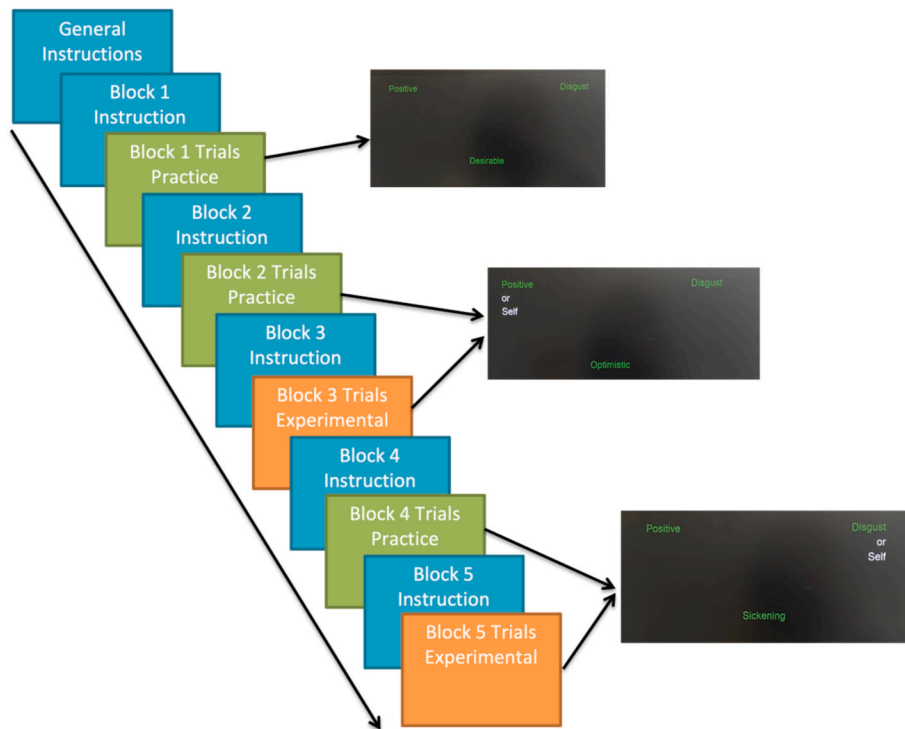 General
Instructions
Block 1
Instruction
Block 1 Trials
Practice
Block 2
Instruction
Block 2 Trials
Practice
Block 3
Instruction
Block 3 Trials
Experimental
Block 4
Instruction
Block 4 Trials
Practice
Block 5
Instruction
Block 5 Trials
Experimental
Positive Disgust
Desirable
Positive Disgust
or
Self
Optimistic
Positive Disgust
or
Self
Sickening